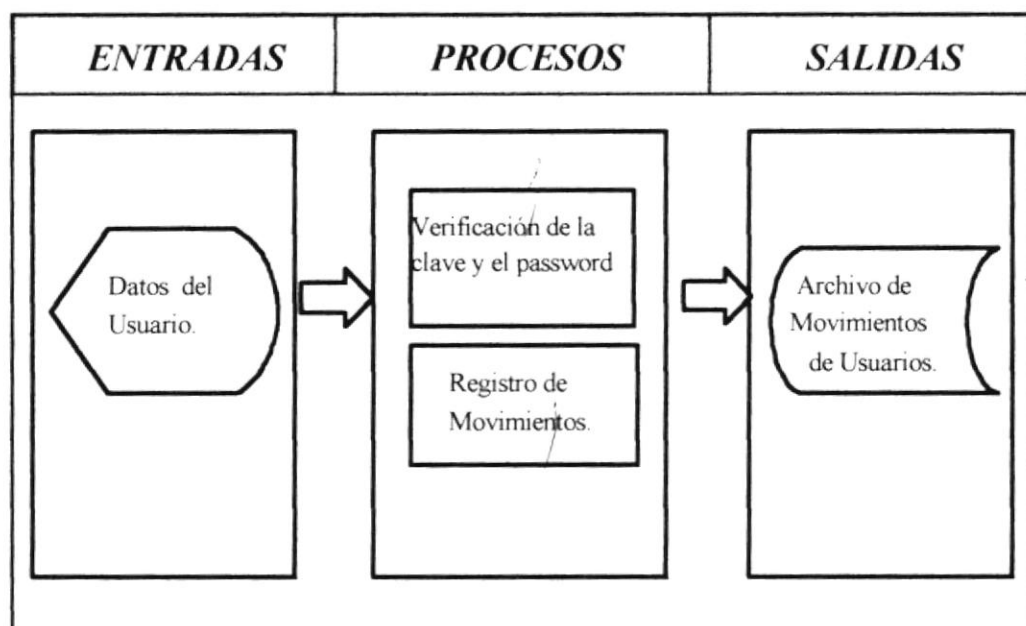 ENTRADAS
PROCESOS
SALIDAS
Datos del
Usuario.
Verificación de la
clave y el password
Registro de
Movimientos.
Archivo de
Movimientos
de Usuarios.